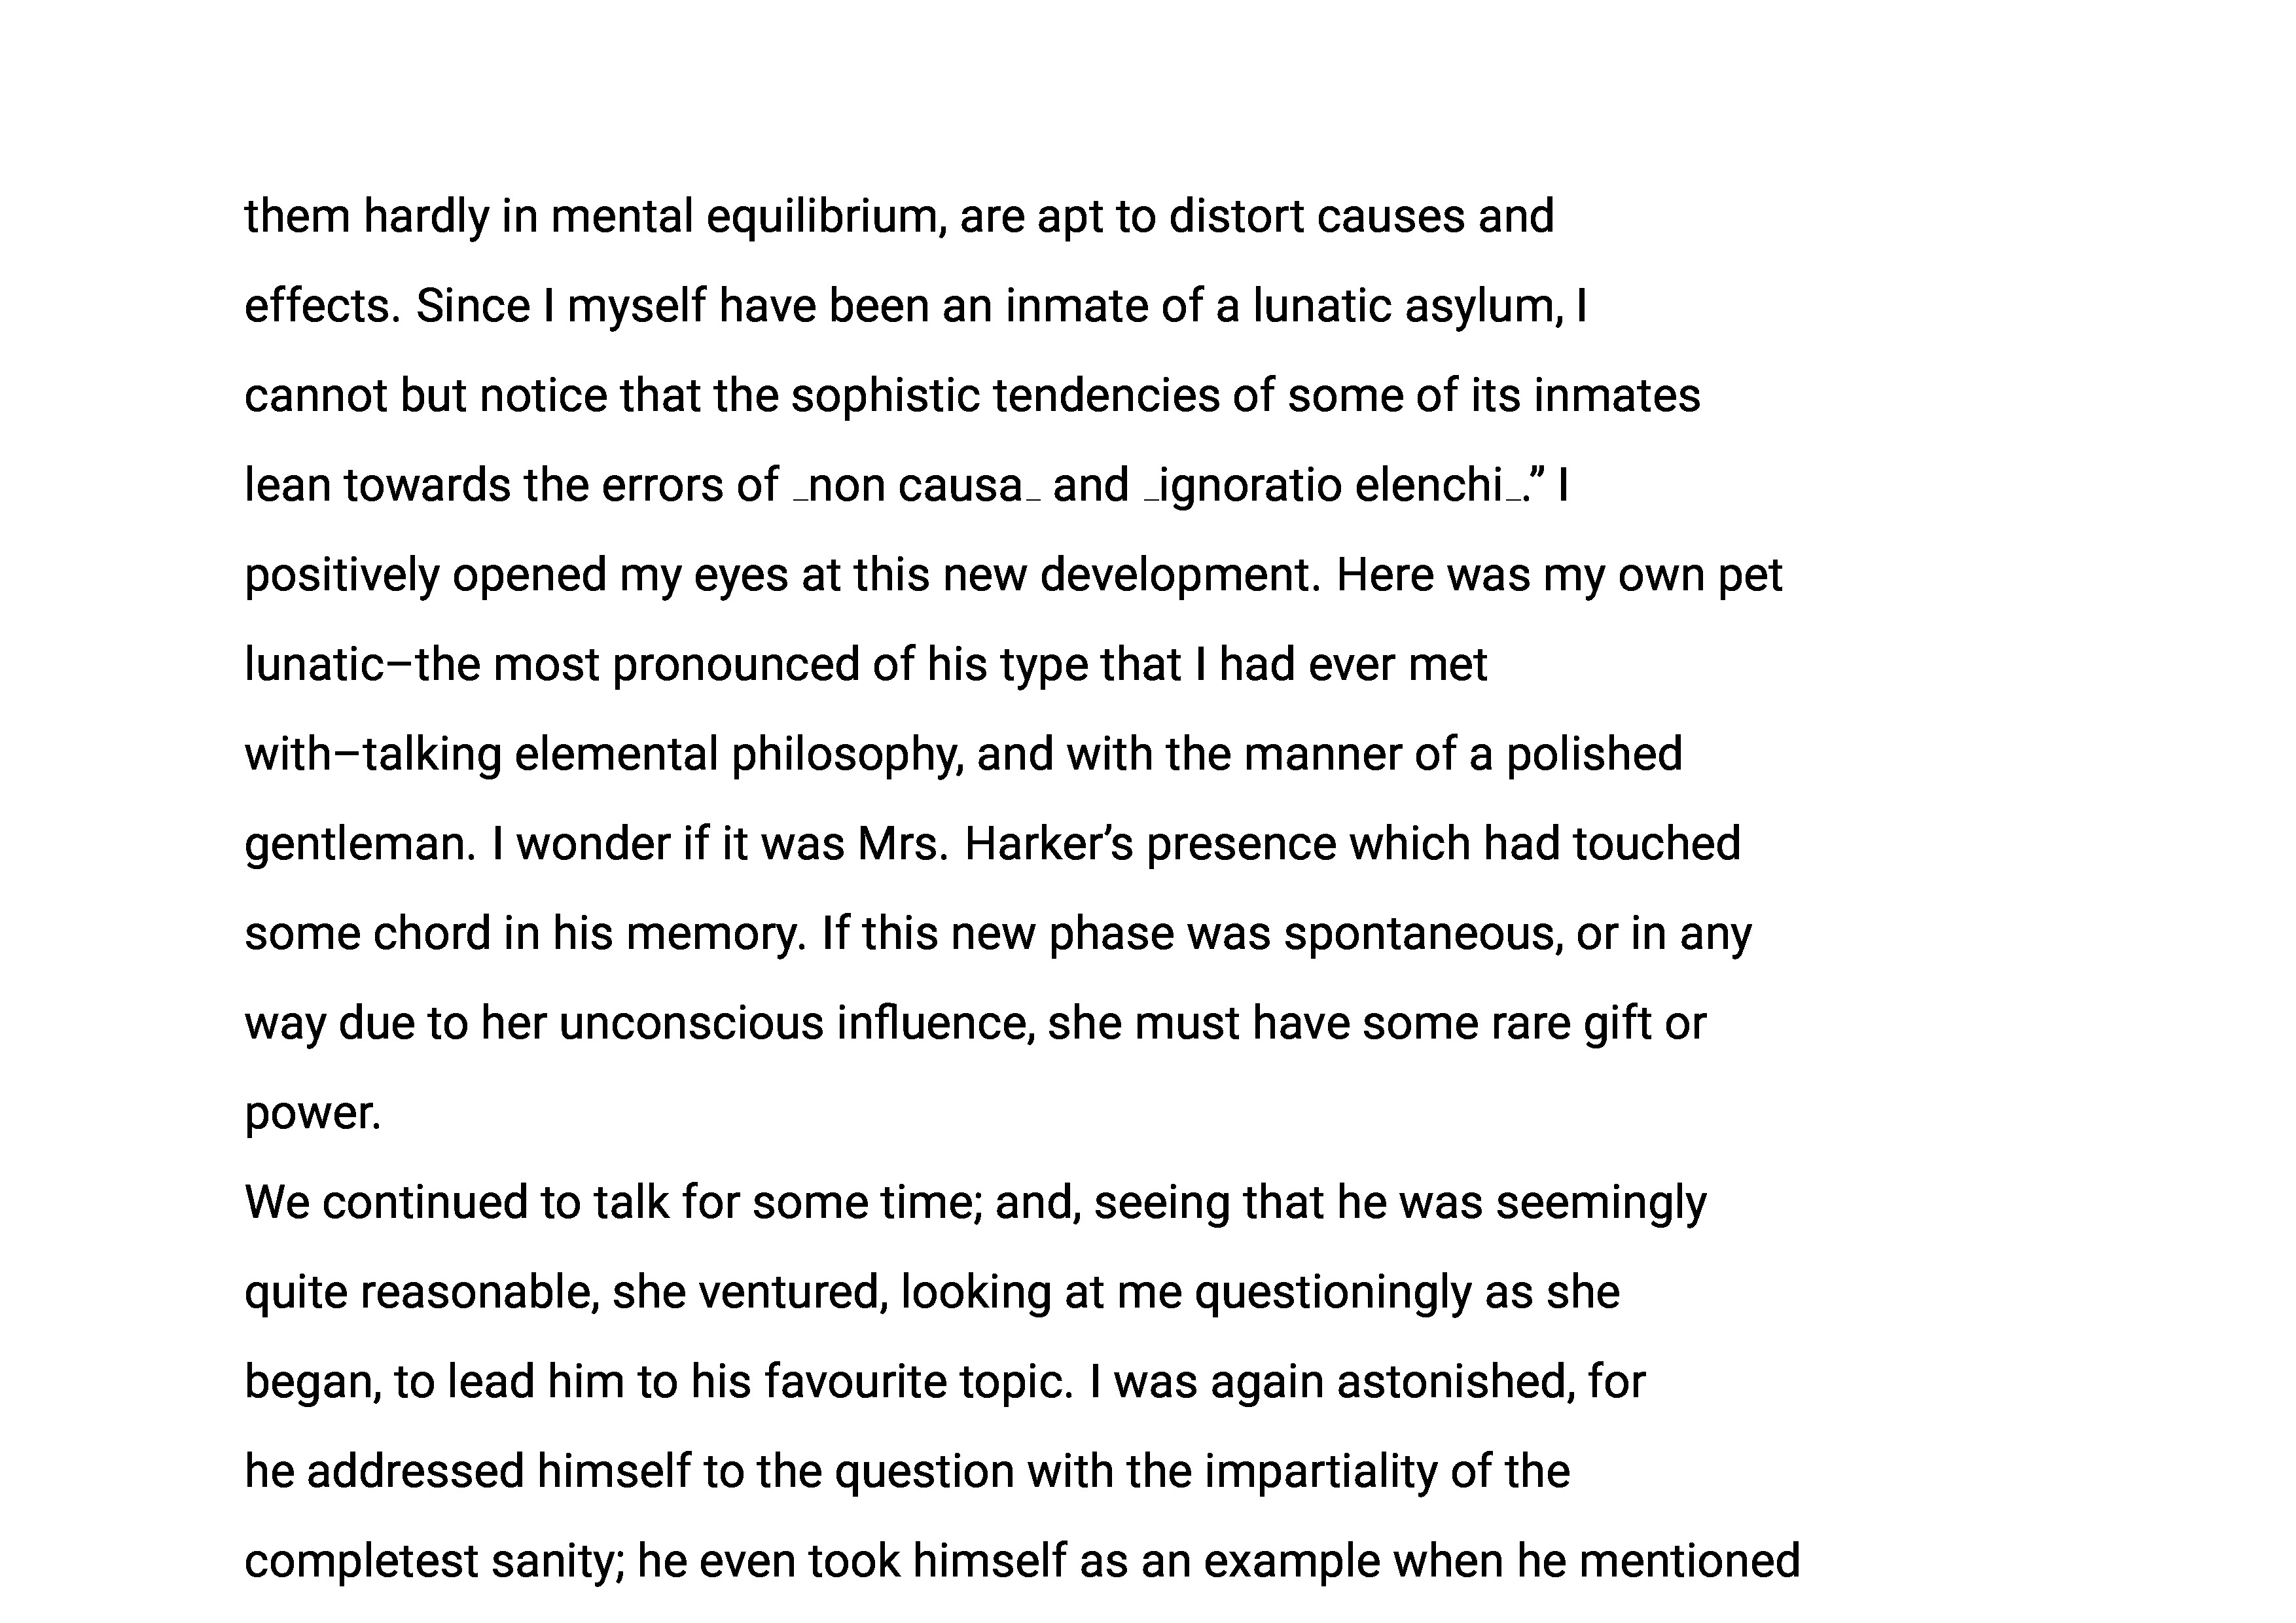 them hardly in mental equilibrium, are apt to distort causes and
effects. Since I myself have been an inmate of a lunatic asylum, I
cannot but notice that the sophistic tendencies of some of its inmates
lean towards the errors of _non causa_ and _ignoratio elenchi_.” I
positively opened my eyes at this new development. Here was my own pet
lunatic–the most pronounced of his type that I had ever met
with–talking elemental philosophy, and with the manner of a polished
gentleman. I wonder if it was Mrs. Harker’s presence which had touched
some chord in his memory. If this new phase was spontaneous, or in any
way due to her unconscious influence, she must have some rare gift or
power.
We continued to talk for some time; and, seeing that he was seemingly
quite reasonable, she ventured, looking at me questioningly as she
began, to lead him to his favourite topic. I was again astonished, for
he addressed himself to the question with the impartiality of the
completest sanity; he even took himself as an example when he mentioned